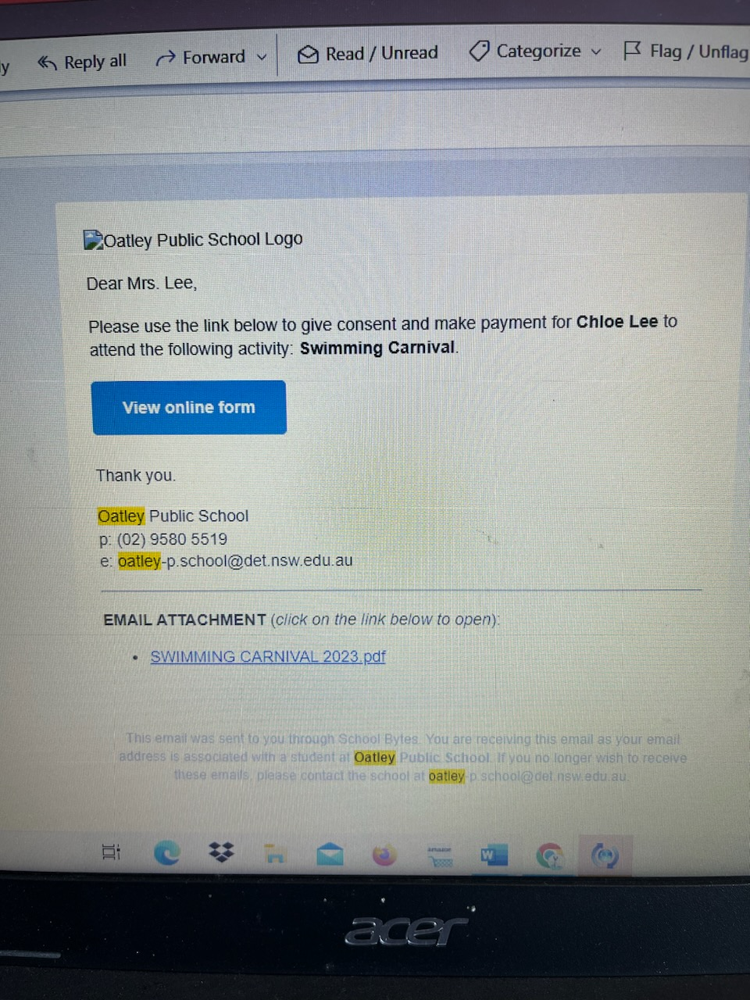 Reply all Forward Read / Unread Categorize Flag / Unflag
Oatley Public School Logo
Dear Mrs. Lee,
Please use the link below to give consent and make payment for Chloe Lee to
attend the following activity: Swimming Carnival.
View online form
Thank you.
Oatley Public School
p: (02) 9580 5519
e: oatley-p.school@det.nsw.edu.au
EMAIL ATTACHMENT (click on the link below to open):
• SWIMMING CARNIVAL 2023.pdf
This email was sent to you through School Bytes. You are receiving this email as your email
address is associated with a student at Oatley Public School. If you no longer wish to receive
these emails, please contact the school at oatley-p.school@det.nsw.edu.au.
amazon
W
acer